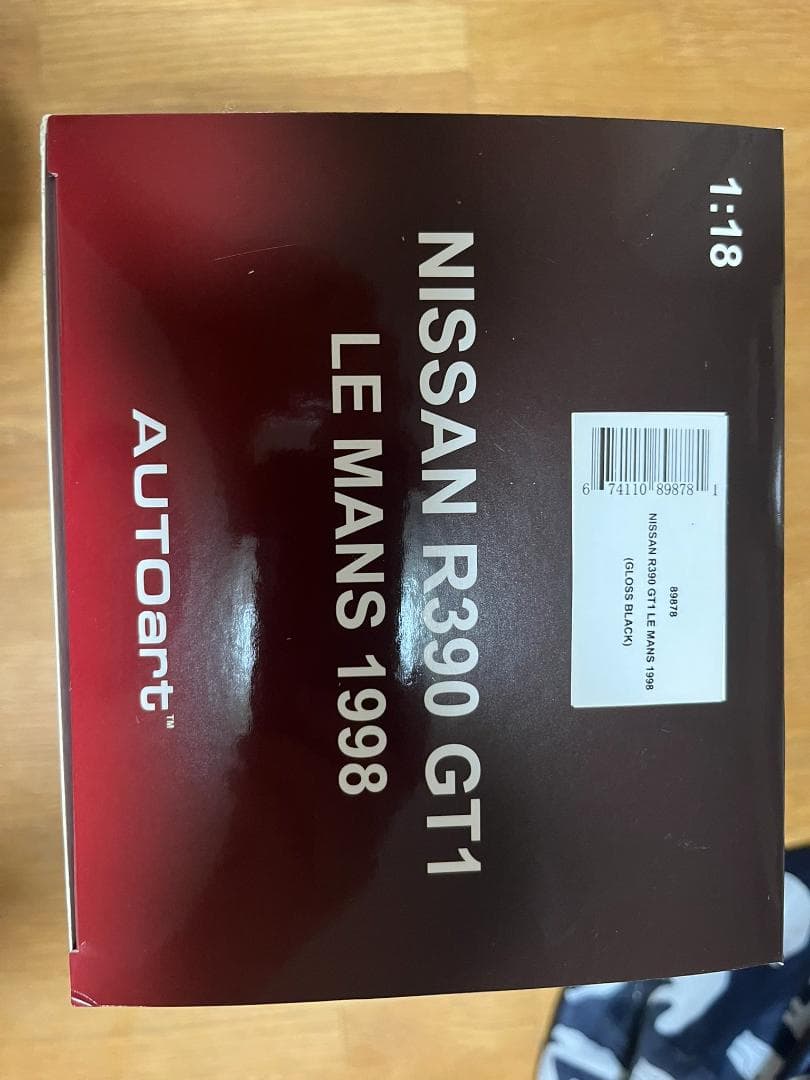 1:18
6 74110 89878 1
89878
NISSAN R390 GT1 LE MANS 1998
(GLOSS BLACK)
NISSAN R390 GT1
LE MANS 1998
AUTOart™